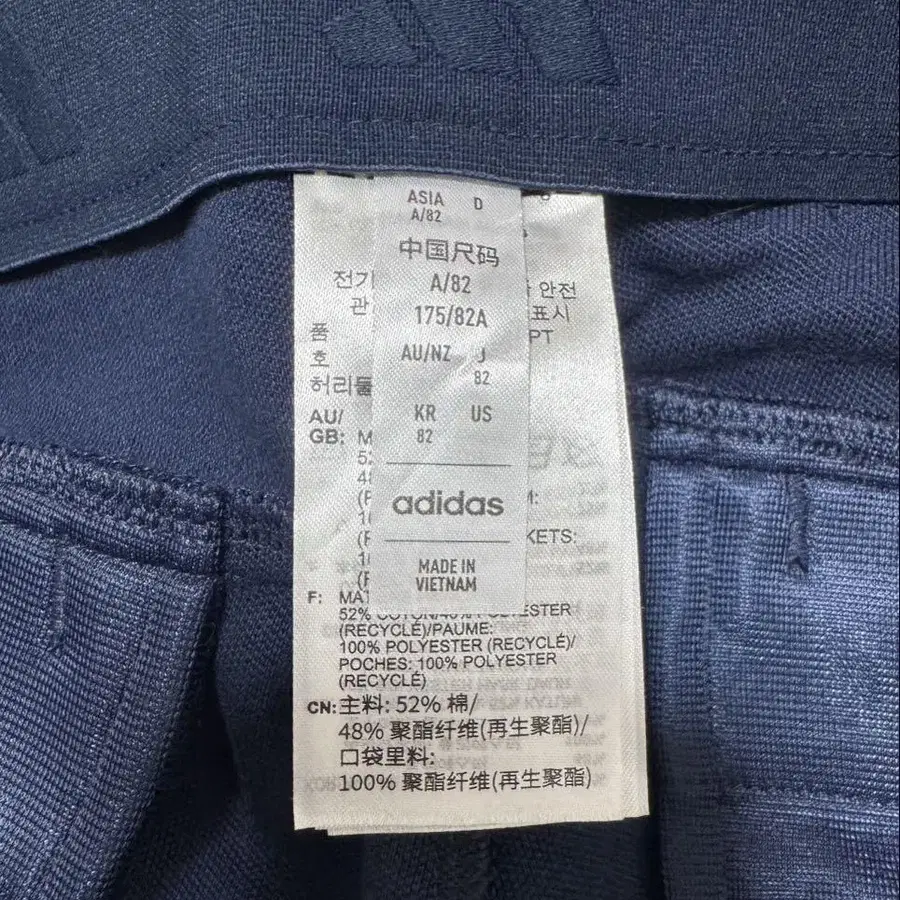 ASIA D
A/82
中国尺码
A/82
175/82A
AU/NZ J
82
KR US
82
adidas
MADE IN
VIETNAM
전기
안전
관
표시
품
PT
호
허리둘
AU/
GB:
KETS:
F:
52% COTON/48% POLYESTER
(RECYCLÉ)/PAUME:
100% POLYESTER (RECYCLÉ)/
POCHES: 100% POLYESTER
(RECYCLÉ)
CN: 主料: 52% 棉/
48% 聚酯纤维(再生聚酯)/
口袋里料:
100% 聚酯纤维(再生聚酯)